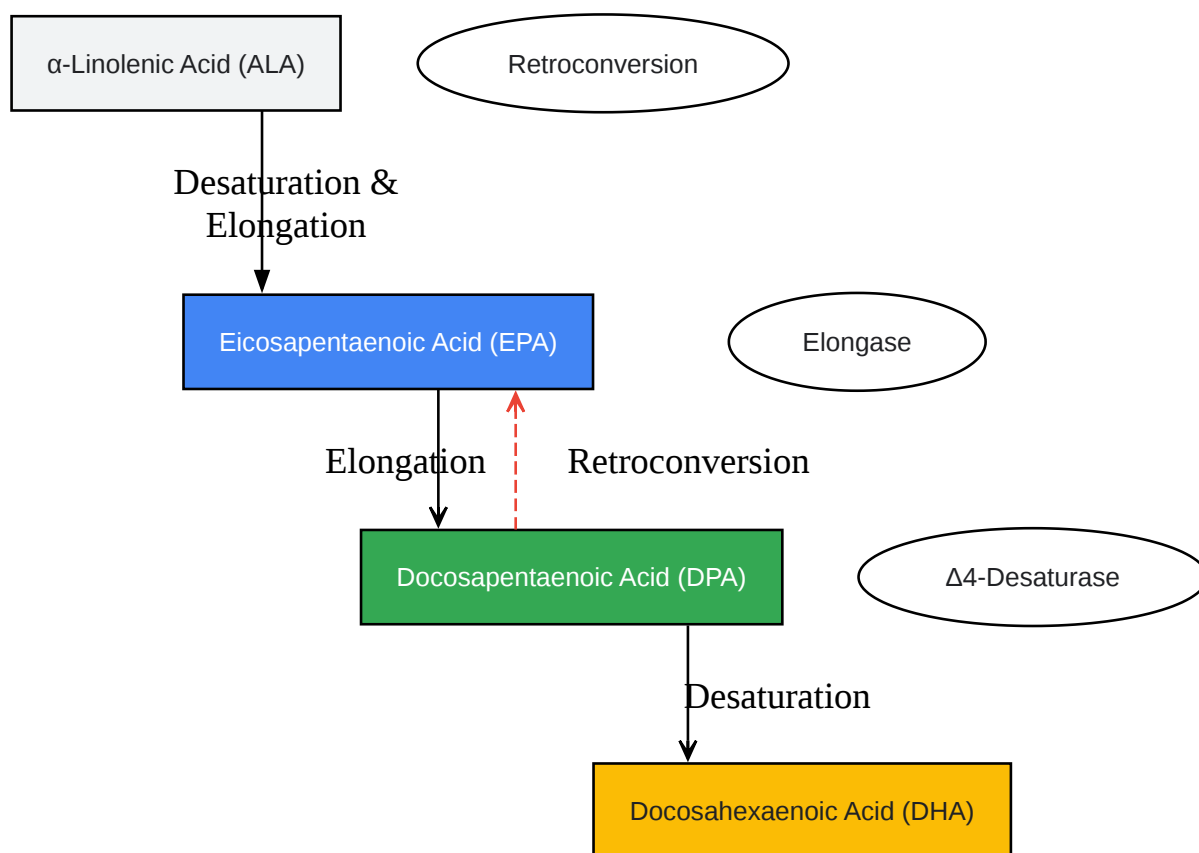 α-Linolenic Acid (ALA)
Retroconversion
Desaturation &
Elongation
Eicosapentaenoic Acid (EPA)
Elongase
Elongation
Retroconversion
Docosapentaenoic Acid (DPA)
Δ4-Desaturase
Desaturation
Docosahexaenoic Acid (DHA)